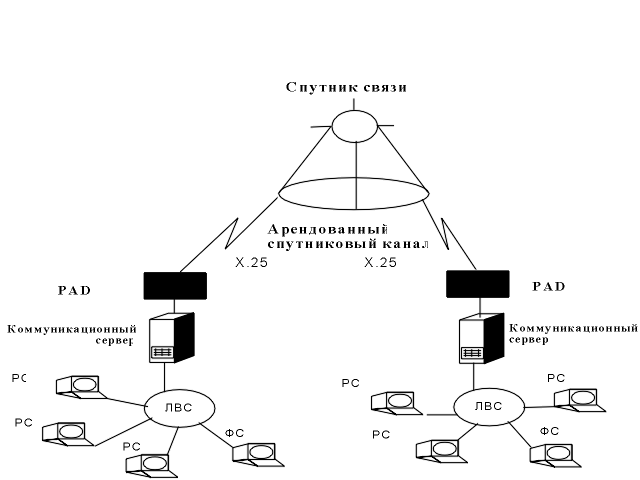 Спутник связи
Арендованный
спутниковый канал
X.25
X.25
PAD
PAD
Коммуникационный
сервер
Коммуникационный
сервер
РС
РС
РС
ЛВС
ФС
РС
РС
ЛВС
РС
ФС